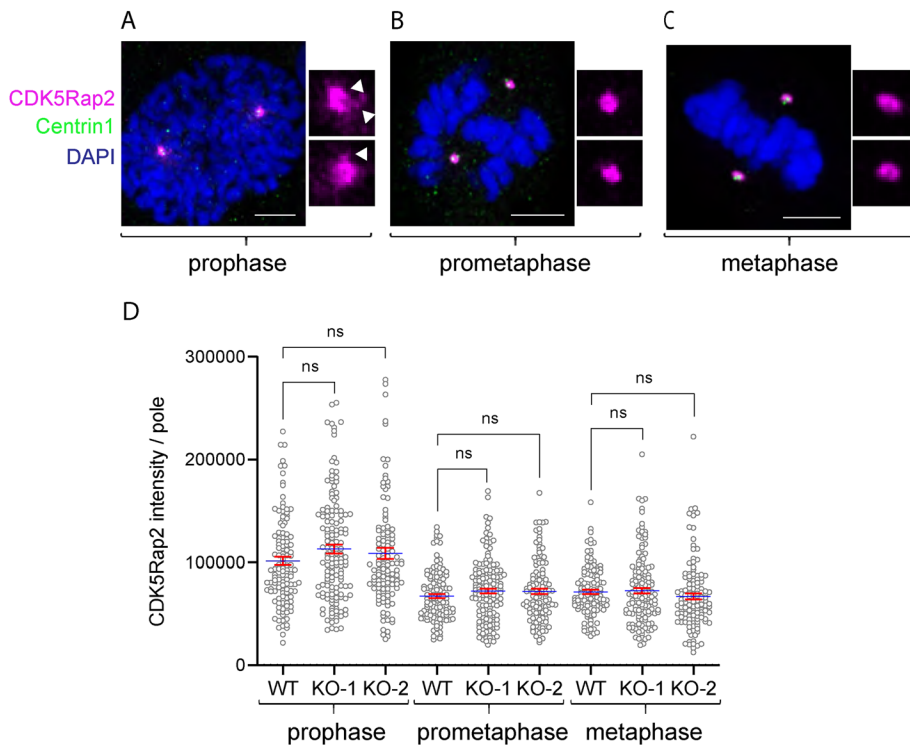 A
B
C
CDK5Rap2
Centrin1
DAPI
prophase
prometaphase
metaphase
D
CDK5Rap2 intensity / pole
300000
200000
100000
0
ns
ns
ns
ns
ns
ns
WT KO-1 KO-2 WT KO-1 KO-2 WT KO-1 KO-2
prophase prometaphase metaphase